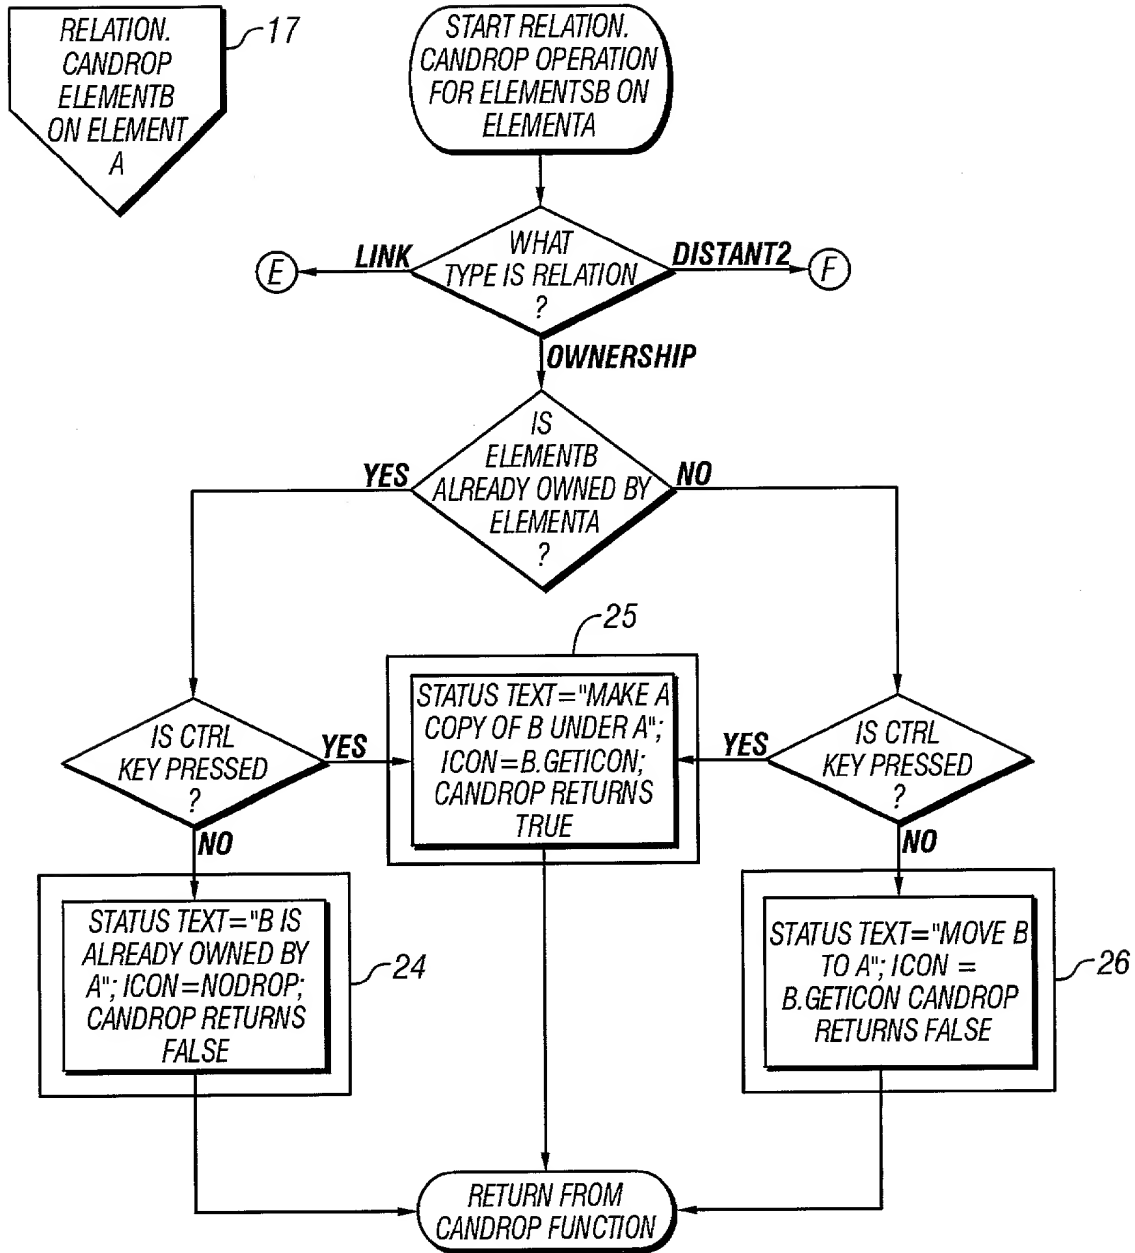 RELATION.
CANDROP
ELEMENTB
ON ELEMENT
A
17
START RELATION.
CANDROP OPERATION
FOR ELEMENTSB ON
ELEMENTA
WHAT
TYPE IS RELATION
?
LINK
E
DISTANT2
F
OWNERSHIP
IS
ELEMENTB
ALREADY OWNED BY
ELEMENTA
?
YES
NO
IS CTRL
KEY PRESSED
?
YES
NO
25
STATUS TEXT="MAKE A
COPY OF B UNDER A";
ICON=B.GETICON;
CANDROP RETURNS
TRUE
YES
IS CTRL
KEY PRESSED
?
NO
STATUS TEXT="B IS
ALREADY OWNED BY
A"; ICON=NODROP;
CANDROP RETURNS
FALSE
24
STATUS TEXT="MOVE B
TO A"; ICON =
B.GETICON CANDROP
RETURNS FALSE
26
RETURN FROM
CANDROP FUNCTION